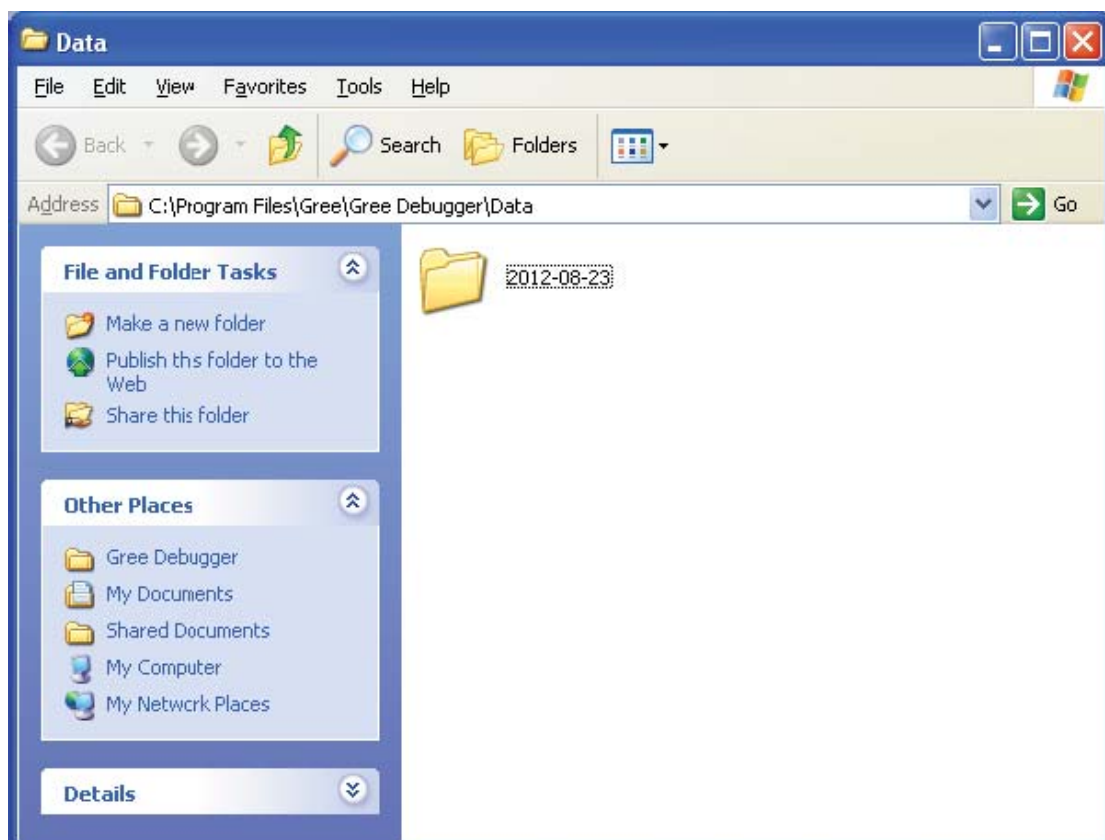 Data
File Edit View Favorites Tools Help
Back Search Folders
Address C:\Program Files\Gree\Gree Debugger\Data Go
File and Folder Tasks
Make a new folder
Publish ths folder to the
Web
Share this folder
2012-08-23
Other Places
Gree Debugger
My Documents
Shared Documents
My Computer
My Network Places
Details